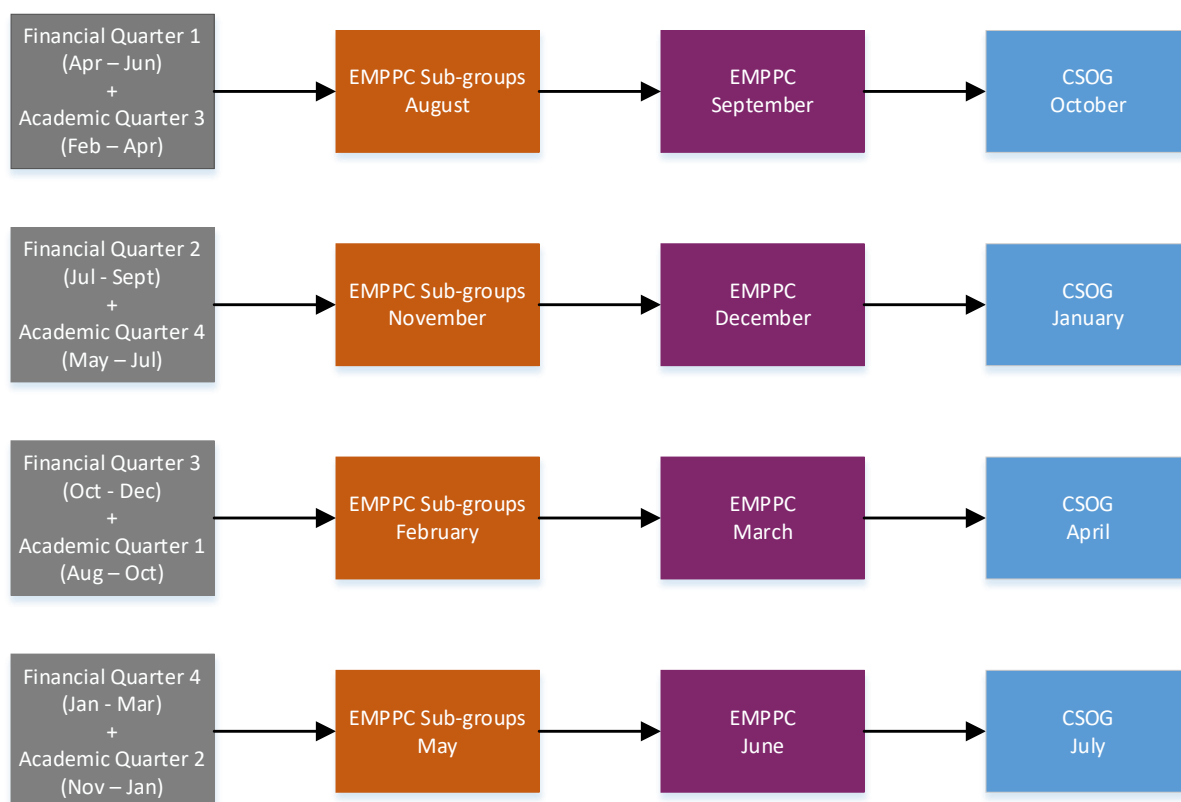 Financial Quarter 1
(Apr – Jun)
+
Academic Quarter 3
(Feb – Apr)
EMPPC Sub-groups
August
EMPPC
September
CSOG
October
Financial Quarter 2
(Jul - Sept)
+
Academic Quarter 4
(May – Jul)
EMPPC Sub-groups
November
EMPPC
December
CSOG
January
Financial Quarter 3
(Oct - Dec)
+
Academic Quarter 1
(Aug – Oct)
EMPPC Sub-groups
February
EMPPC
March
CSOG
April
Financial Quarter 4
(Jan - Mar)
+
Academic Quarter 2
(Nov – Jan)
EMPPC Sub-groups
May
EMPPC
June
CSOG
July